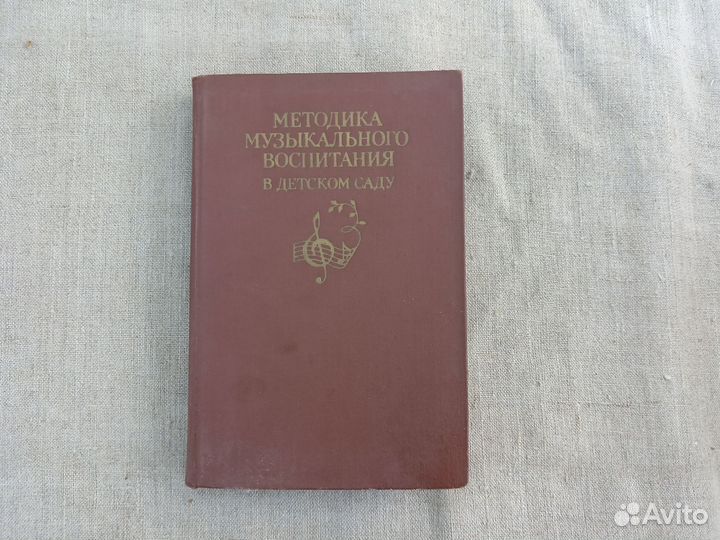 МЕТОДИКА
МУЗЫКАЛЬНОГО
ВОСПИТАНИЯ
В ДЕТСКОМ САДУ
Avito